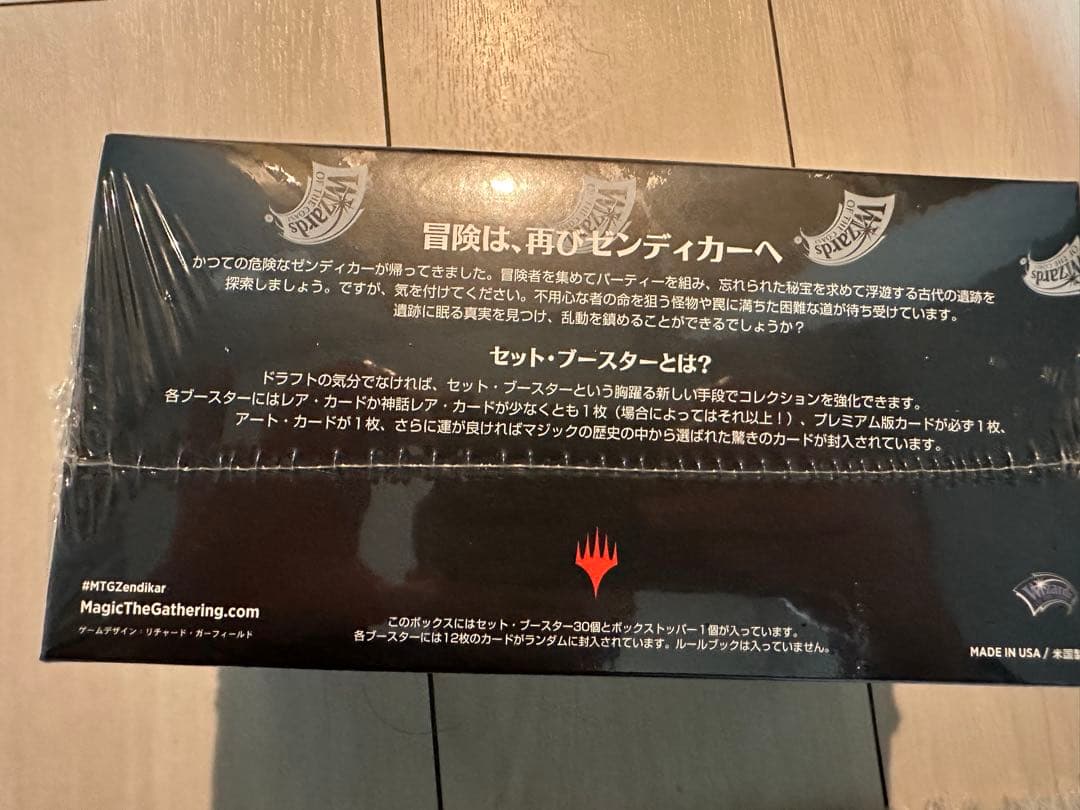 Wizards
OF THE COAST
Wizards
OF THE COAST
Wizards
OF THE COAST
Wizards
OF THE
冒険は、再びゼンディカーへ
かつての危険なゼンディカーが帰ってきました。冒険者を集めてパーティーを組み、忘れられた秘宝を求めて浮遊する古代の遺跡を
探索しましょう。ですが、気を付けてください。不用心な者の命を狙う怪物や罠に満ちた困難な道が待ち受けています。
遺跡に眠る真実を見つけ、乱動を鎮めることができるでしょうか?
セット・ブースターとは?
ドラフトの気分でなければ、セット・ブースターという胸躍る新しい手段でコレクションを強化できます。
各ブースターにはレア・カードか神話レア・カードが少なくとも1枚(場合によってはそれ以上!)、プレミアム版カードが必ず1枚、
アート・カードが1枚、さらに運が良ければマジックの歴史の中から選ばれた驚きのカードが封入されています。
#MTGZendikar
MagicTheGathering.com
ゲームデザイン:リチャード・ガーフィールド
このボックスにはセット・ブースター30個とボックストッパー1個が入っています。
各ブースターには12枚のカードがランダムに封入されています。ルールブックは入っていません。
Wizards
MADE IN USA / 米国製